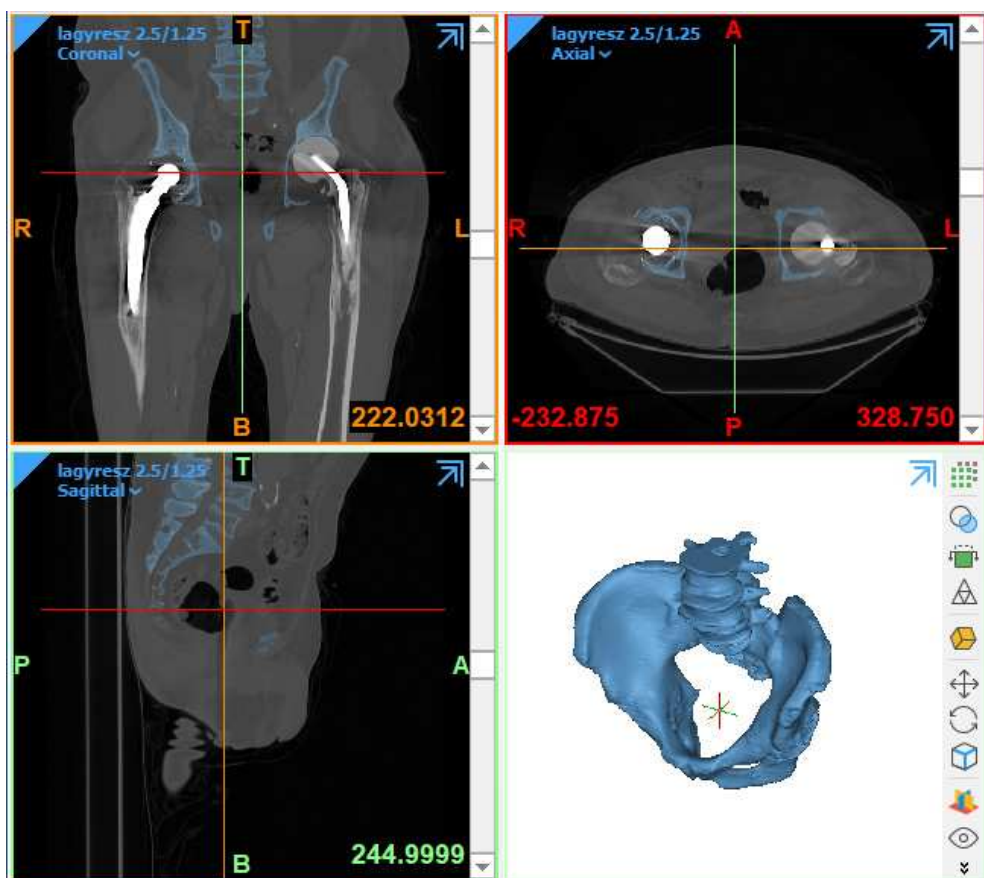 lagyresz 2.5/1.25
Coronal
T
R
L
B
222.0312
lagyresz 2.5/1.25
Axial
A
R
L
-232.875
P
328.750
lagyresz 2.5/1.25
Sagittal
T
P
A
B
244.9999